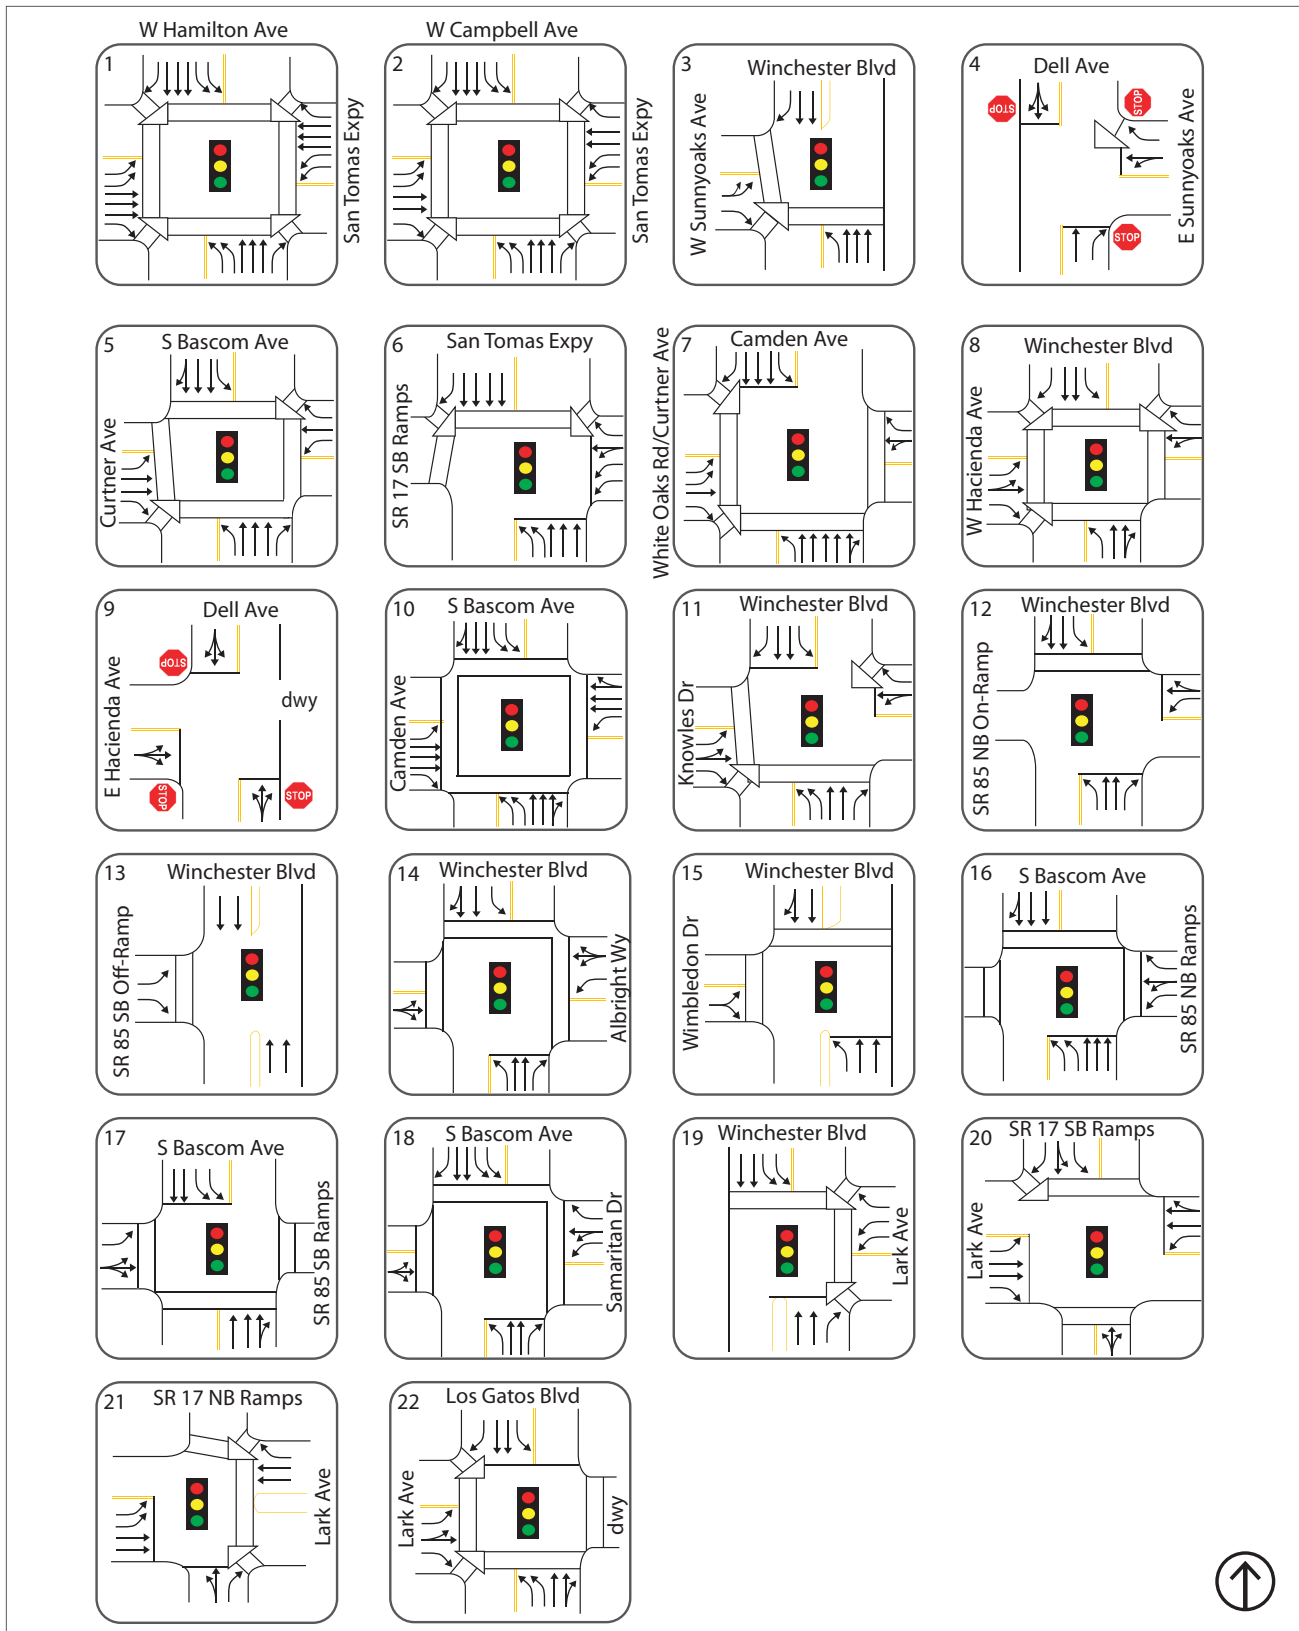 W Hamilton Ave
1
San Tomas Expy
W Campbell Ave
2
San Tomas Expy
3
Winchester Blvd
W Sunnyoaks Ave
4
Dell Ave
STOP
STOP
STOP
E Sunnyoaks Ave
5
S Bascom Ave
Curtner Ave
6
San Tomas Expy
SR 17 SB Ramps
7
Camden Ave
White Oaks Rd/Curtner Ave
8
Winchester Blvd
W Hacienda Ave
9
Dell Ave
STOP
E Hacienda Ave
dwy
STOP
STOP
10
S Bascom Ave
Camden Ave
11
Winchester Blvd
Knowles Dr
12
Winchester Blvd
SR 85 NB On-Ramp
13
Winchester Blvd
SR 85 SB Off-Ramp
14
Winchester Blvd
Albright Wy
15
Winchester Blvd
Wimbledon Dr
16
S Bascom Ave
SR 85 NB Ramps
17
S Bascom Ave
SR 85 SB Ramps
18
S Bascom Ave
Samaritan Dr
19
Winchester Blvd
Lark Ave
20
SR 17 SB Ramps
Lark Ave
21
SR 17 NB Ramps
Lark Ave
22
Los Gatos Blvd
Lark Ave
dwy